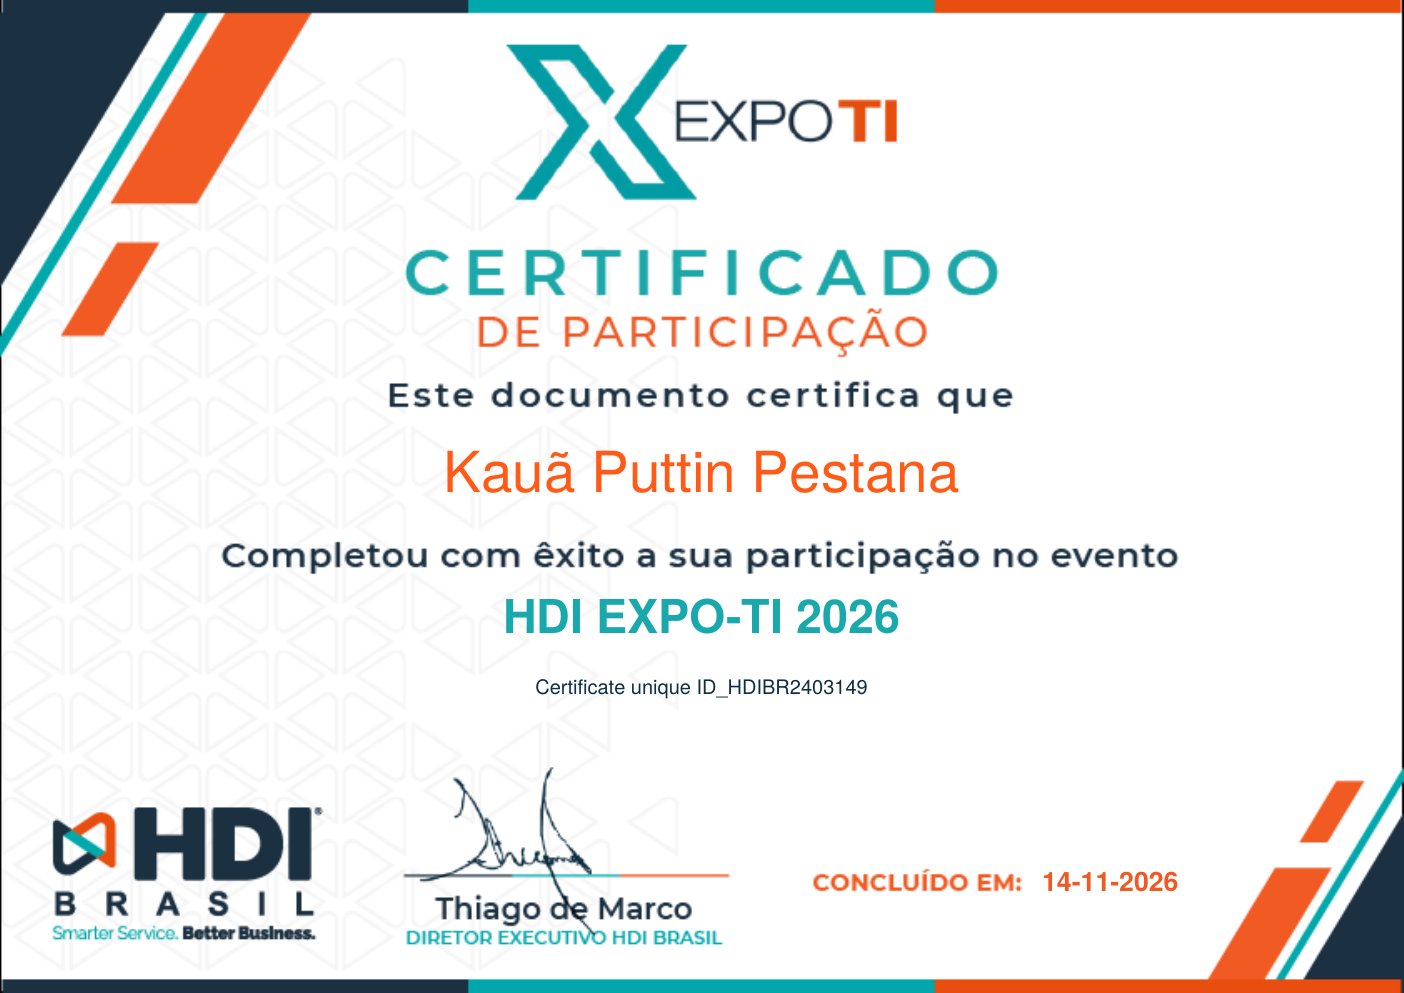 EXPOTI
CERTIFICADO
DE PARTICIPAÇÃO
Este documento certifica que
Kauã Puttin Pestana
Completou com êxito a sua participação no evento
HDI EXPO-TI 2026
Certificate unique ID_HDIBR2403149
HDI®
BRASIL
Smarter Service. Better Business.
Thiago de Marco
DIRETOR EXECUTIVO HDI BRASIL
CONCLUÍDO EM: 14-11-2026